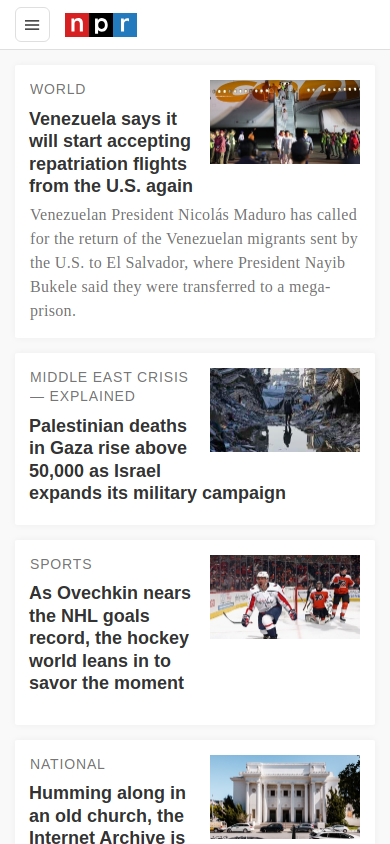 npr
WORLD
Venezuela says it
will start accepting
repatriation flights
from the U.S. again
Venezuelan President Nicolás Maduro has called
for the return of the Venezuelan migrants sent by
the U.S. to El Salvador, where President Nayib
Bukele said they were transferred to a mega-
prison.
MIDDLE EAST CRISIS
— EXPLAINED
Palestinian deaths
in Gaza rise above
50,000 as Israel
expands its military campaign
SPORTS
As Ovechkin nears
the NHL goals
record, the hockey
world leans in to
savor the moment
NATIONAL
Humming along in
an old church, the
Internet Archive is